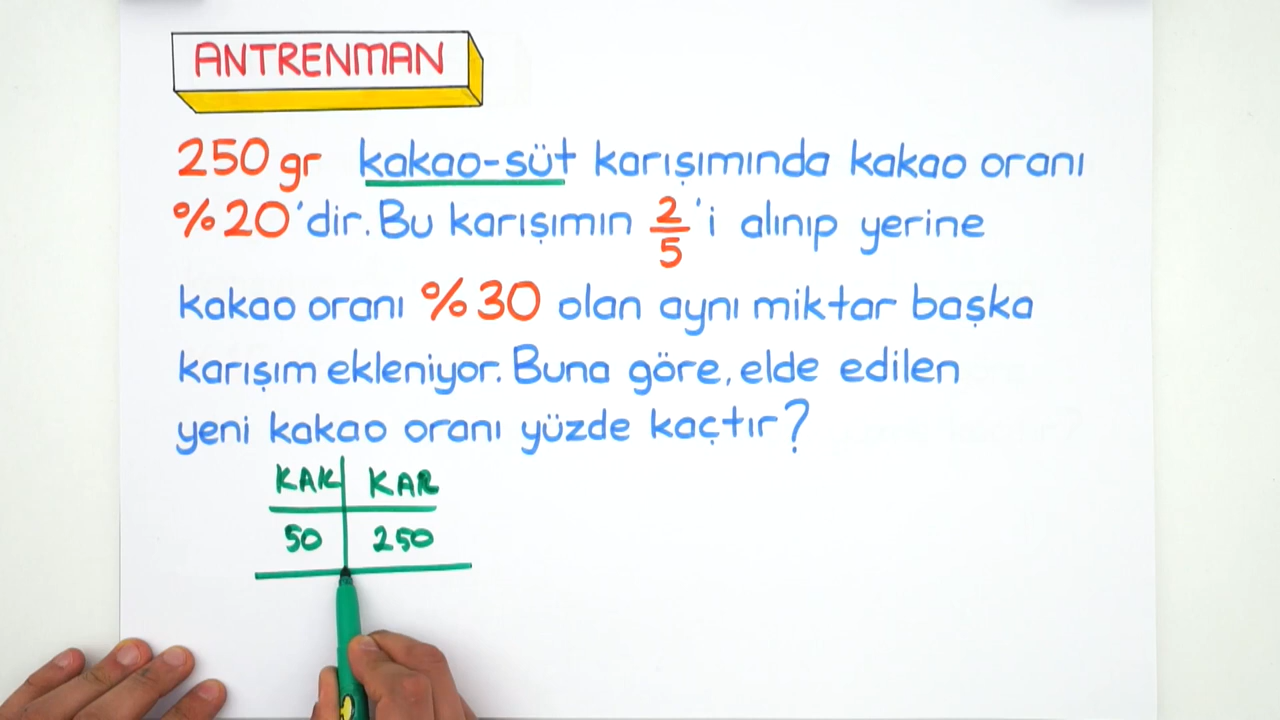 ANTRENMAN
250 gr kakao-süt karışımında kakao oranı
%20'dir. Bu karışımın 2/5'i alınıp yerine
kakao oranı %30 olan aynı miktar başka
karışım ekleniyor. Buna göre, elde edilen
yeni kakao oranı yüzde kaçtır?
KAK KAR
50 250